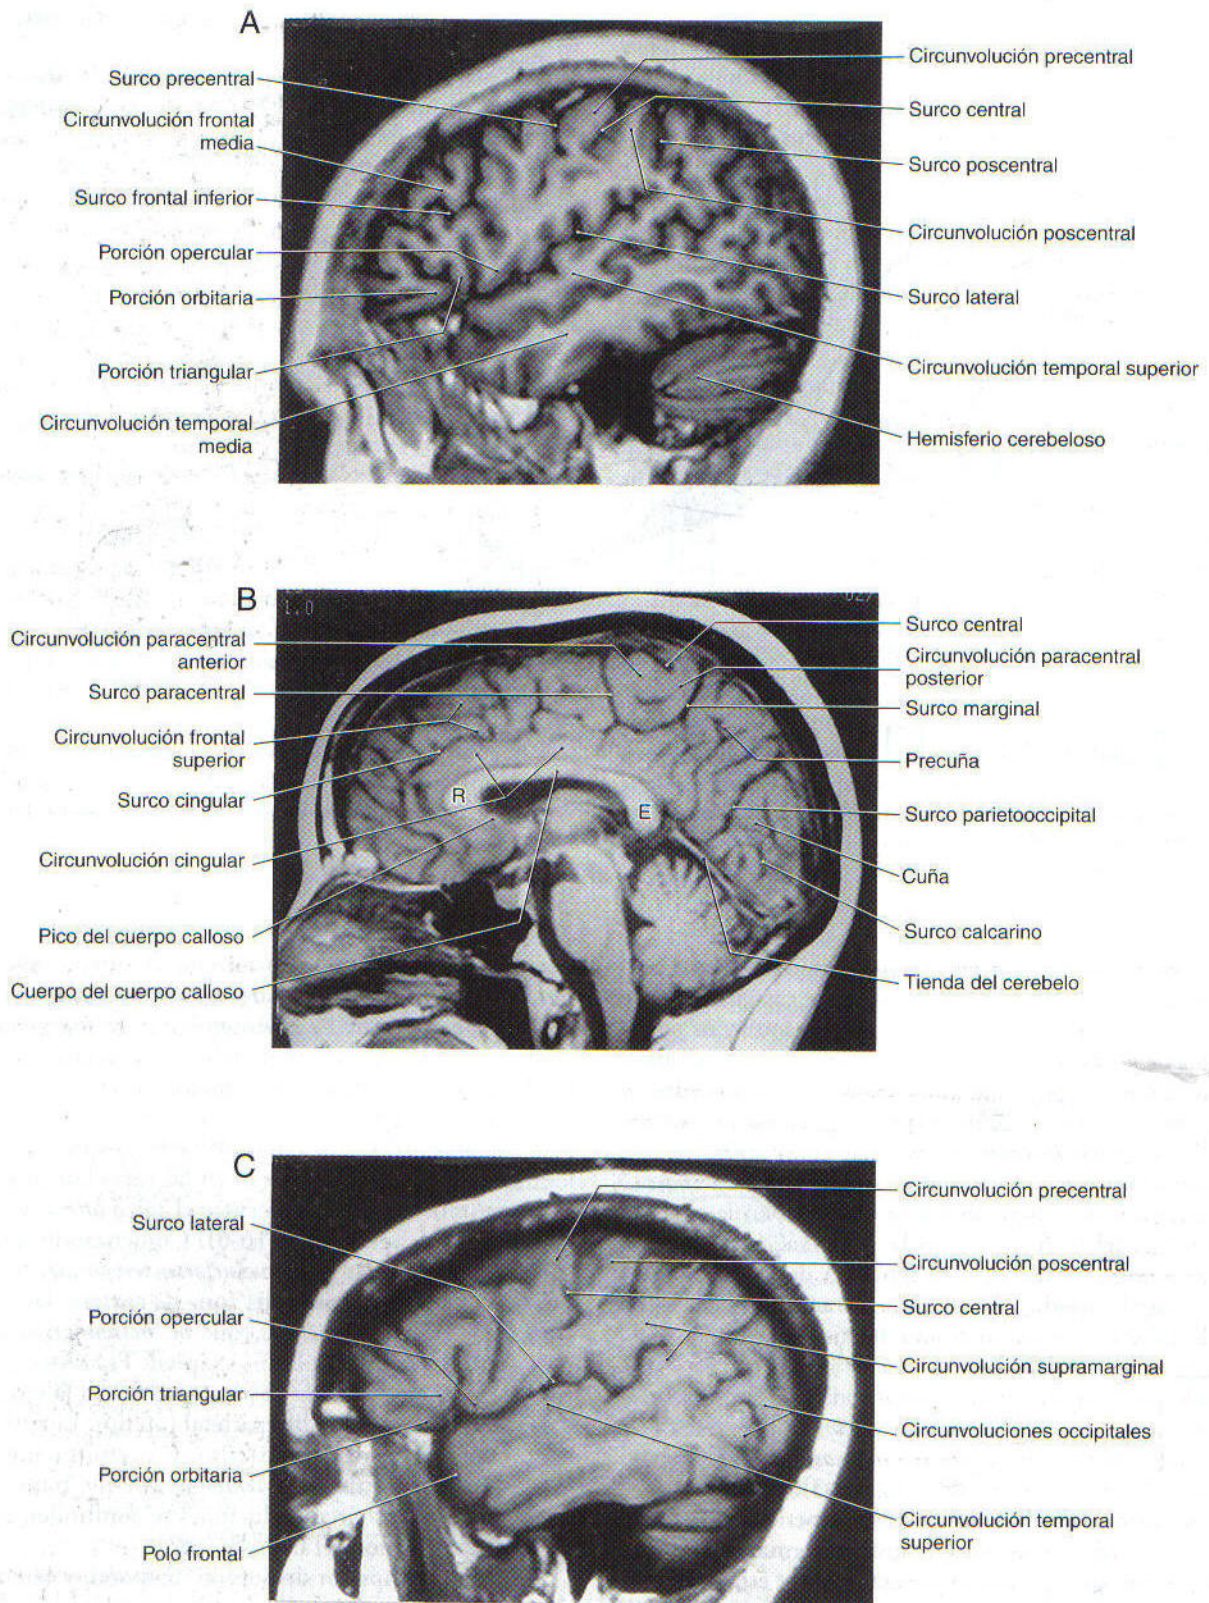 A
Surco precentral
Circunvolución frontal
media
Surco frontal inferior
Porción opercular
Porción orbitaria
Porción triangular
Circunvolución temporal
media
Circunvolución precentral
Surco central
Surco poscentral
Circunvolución poscentral
Surco lateral
Circunvolución temporal superior
Hemisferio cerebeloso
B
1.0
Circunvolución paracentral
anterior
Surco paracentral
Circunvolución frontal
superior
Surco cingular
Circunvolución cingular
Pico del cuerpo calloso
Cuerpo del cuerpo calloso
R
E
Surco central
Circunvolución paracentral
posterior
Surco marginal
Precuña
Surco parietooccipital
Cuña
Surco calcarino
Tienda del cerebelo
C
Surco lateral
Porción opercular
Porción triangular
Porción orbitaria
Polo frontal
Circunvolución precentral
Circunvolución poscentral
Surco central
Circunvolución supramarginal
Circunvoluciones occipitales
Circunvolución temporal
superior